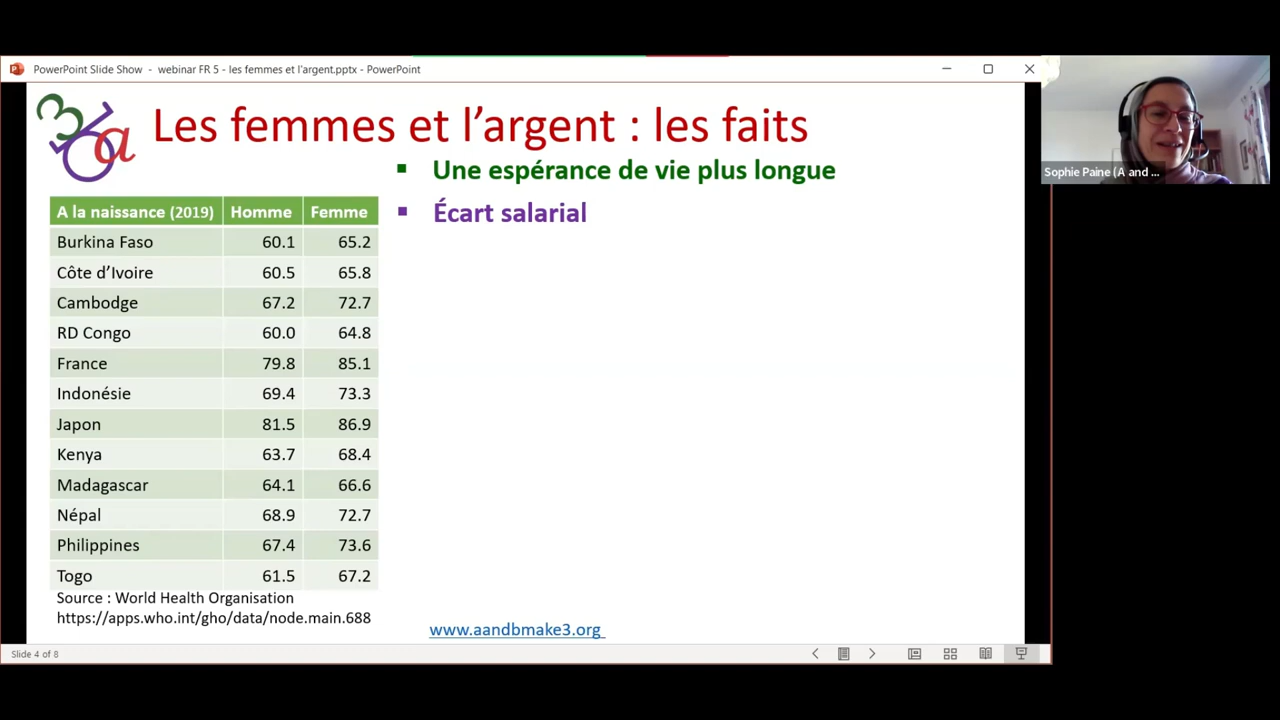 PowerPoint Slide Show - webinar FR 5 - les femmes et l'argent.pptx - PowerPoint
36a
Les femmes et l'argent : les faits
Une espérance de vie plus longue
Écart salarial
A la naissance (2019) Homme Femme
Burkina Faso 60.1 65.2
Côte d'Ivoire 60.5 65.8
Cambodge 67.2 72.7
RD Congo 60.0 64.8
France 79.8 85.1
Indonésie 69.4 73.3
Japon 81.5 86.9
Kenya 63.7 68.4
Madagascar 64.1 66.6
Népal 68.9 72.7
Philippines 67.4 73.6
Togo 61.5 67.2
Source : World Health Organisation
https://apps.who.int/gho/data/node.main.688
www.aandbmake3.org
Slide 4 of 8
Sophie Paine (A and ...